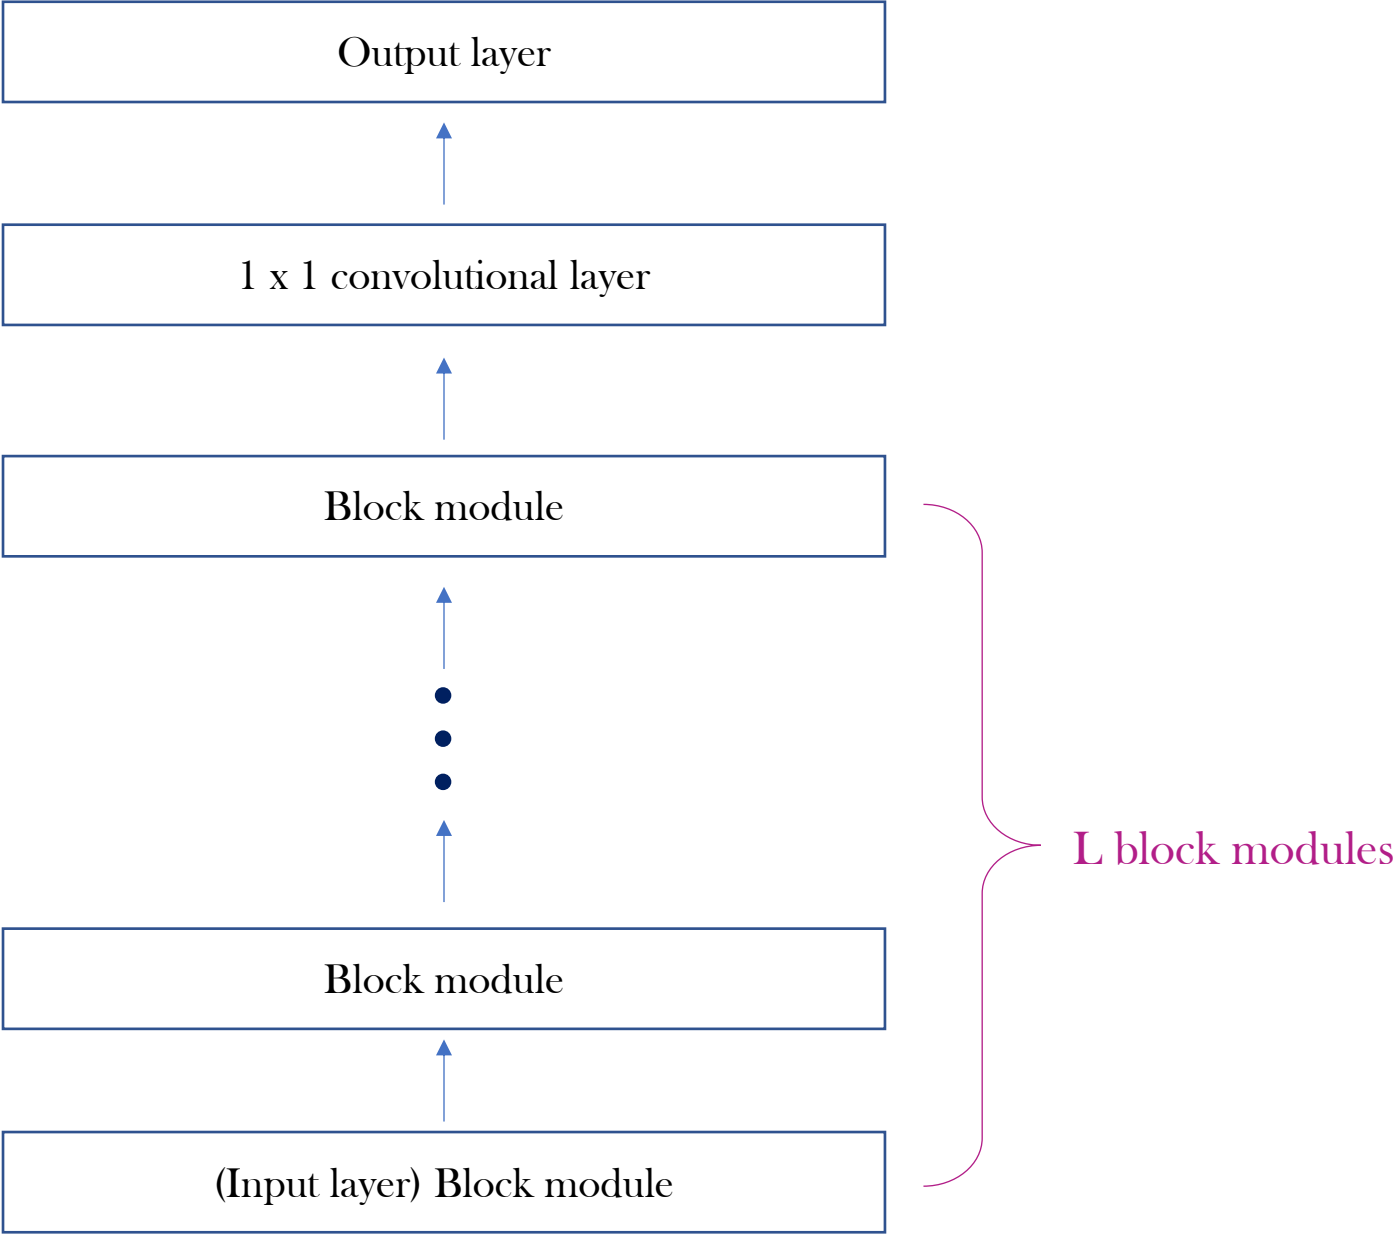 Output layer
1 x 1 convolutional layer
Block module
L block modules
Block module
(Input layer) Block module